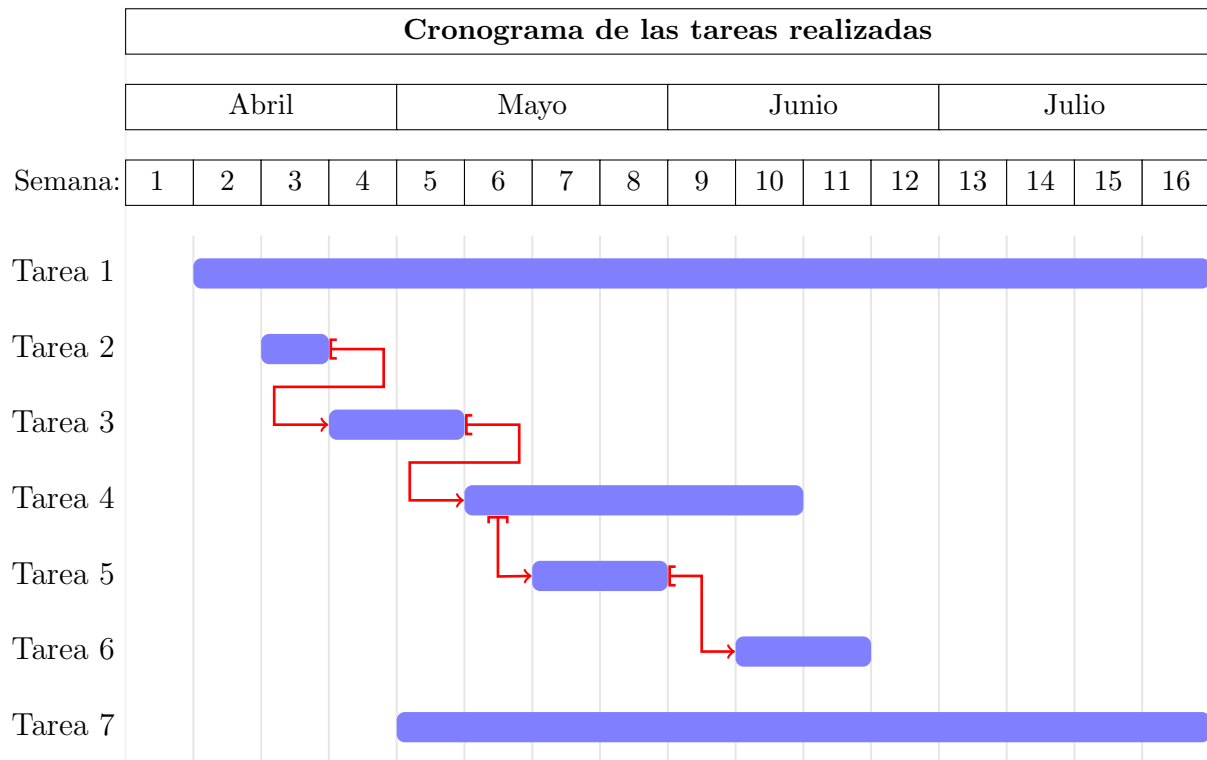 Cronograma de las tareas realizadas
Abril Mayo Junio Julio
Semana: 1 2 3 4 5 6 7 8 9 10 11 12 13 14 15 16
Tarea 1
Tarea 2
Tarea 3
Tarea 4
Tarea 5
Tarea 6
Tarea 7